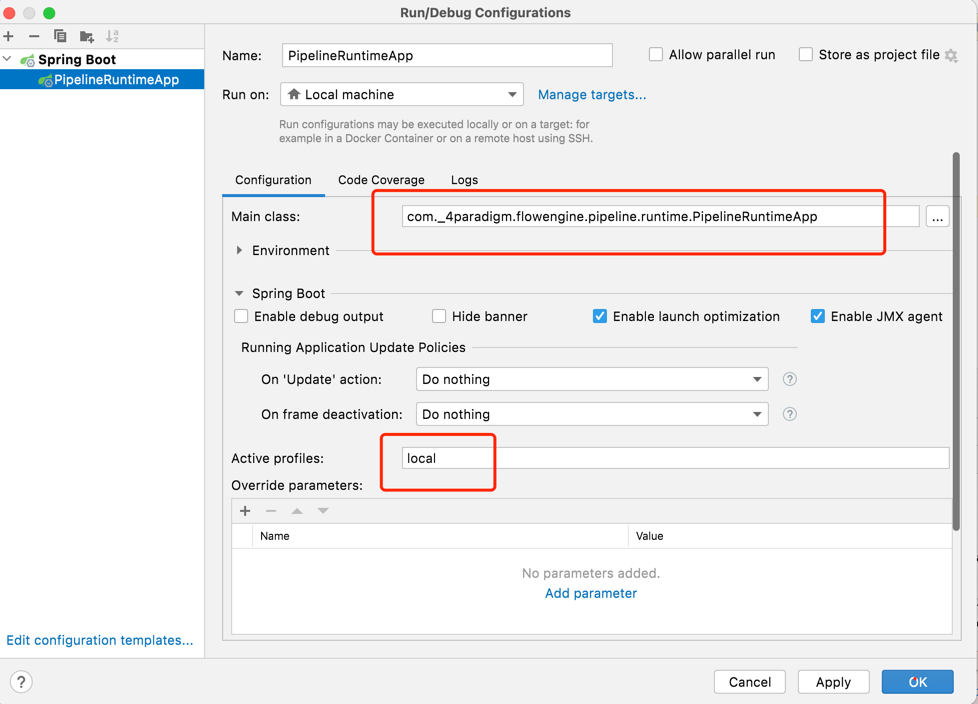 Run/Debug Configurations
Spring Boot
PipelineRuntimeApp
Name:
PipelineRuntimeApp
Allow parallel run
Store as project file
Run on:
Local machine
Manage targets...
Run configurations may be executed locally or on a target: for
example in a Docker Container or on a remote host using SSH.
Configuration
Code Coverage
Logs
Main class:
com._4paradigm.flowengine.pipeline.runtime.PipelineRuntimeApp
...
Environment
Spring Boot
Enable debug output
Hide banner
Enable launch optimization
Enable JMX agent
Running Application Update Policies
On 'Update' action:
Do nothing
?
On frame deactivation:
Do nothing
?
Active profiles:
local
Override parameters:
Name
Value
No parameters added.
Add parameter
Edit configuration templates...
?
Cancel
Apply
OK